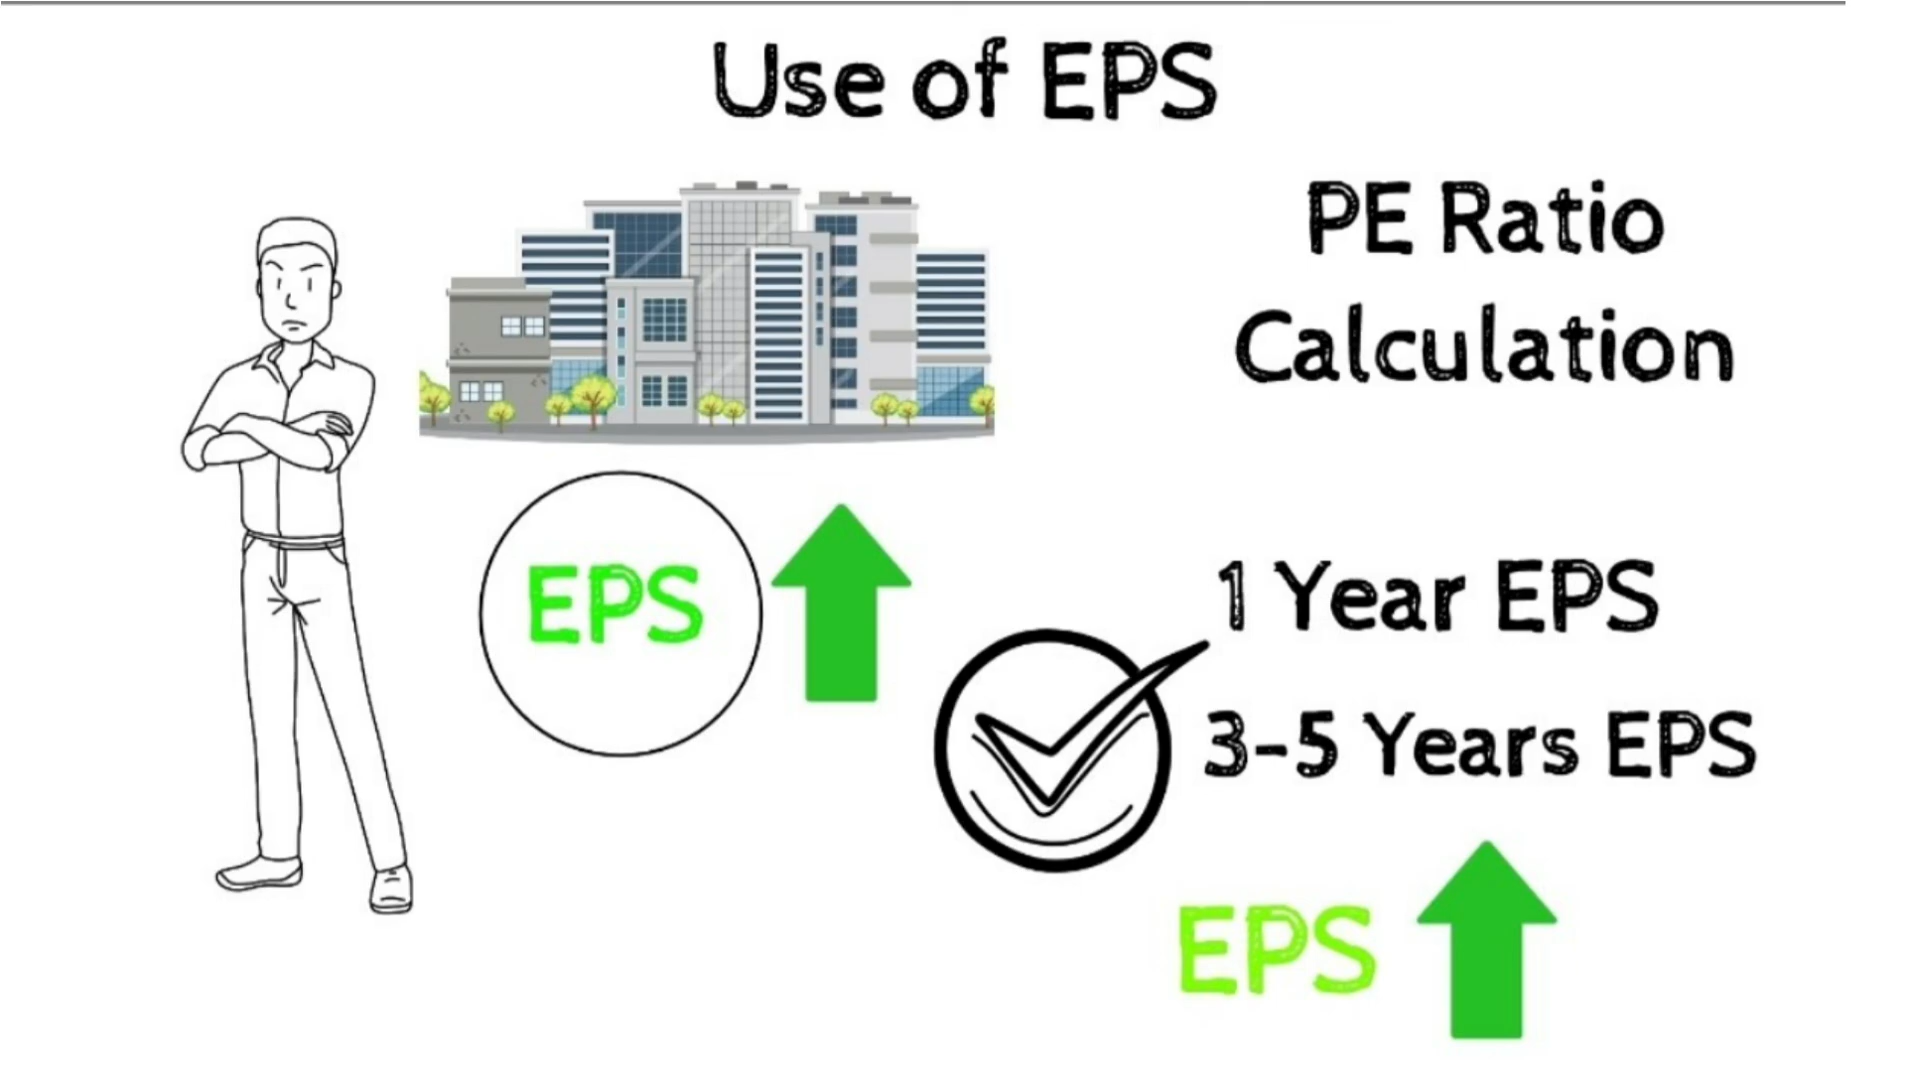 Use of EPS
PE Ratio
Calculation
EPS
1 Year EPS
3-5 Years EPS
EPS